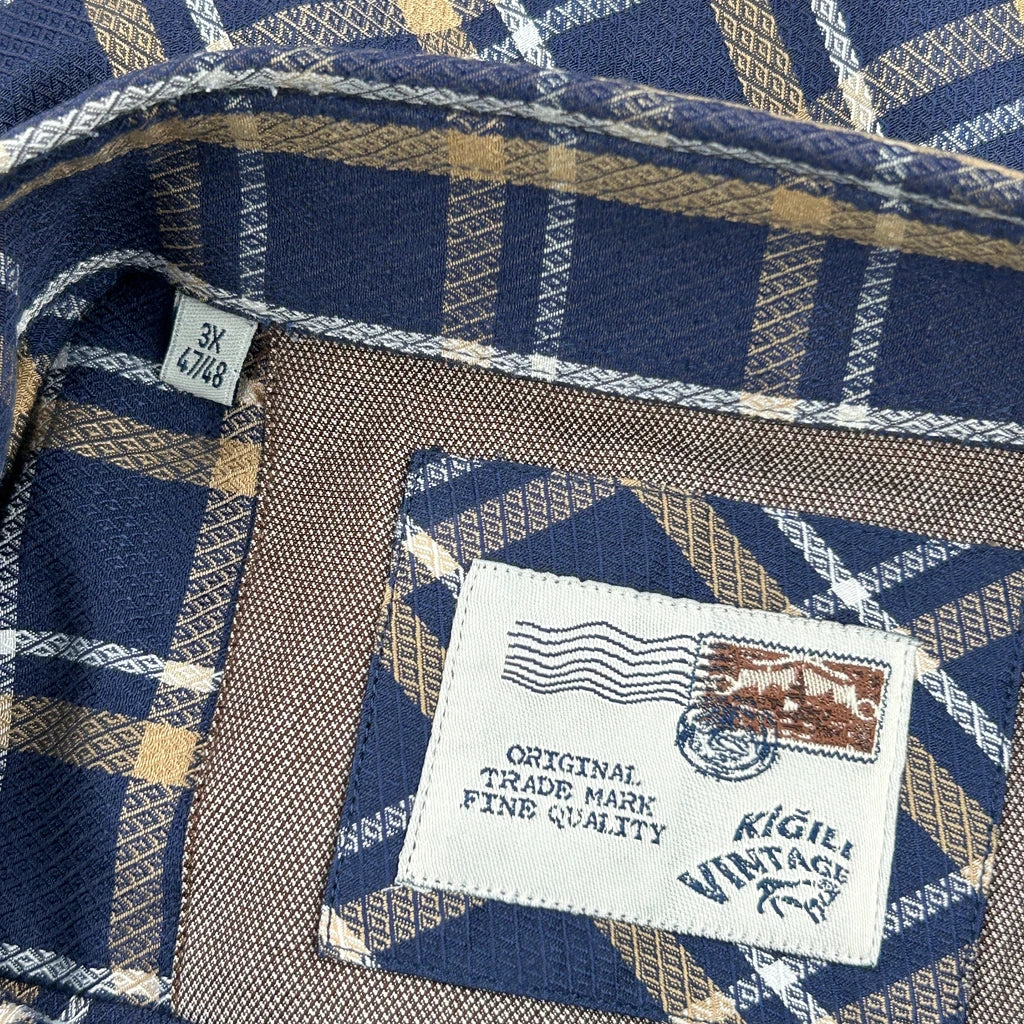 3X
47/48
ORIGINAL
TRADE MARK
FINE QUALITY
KİĞILI
VINTAGE